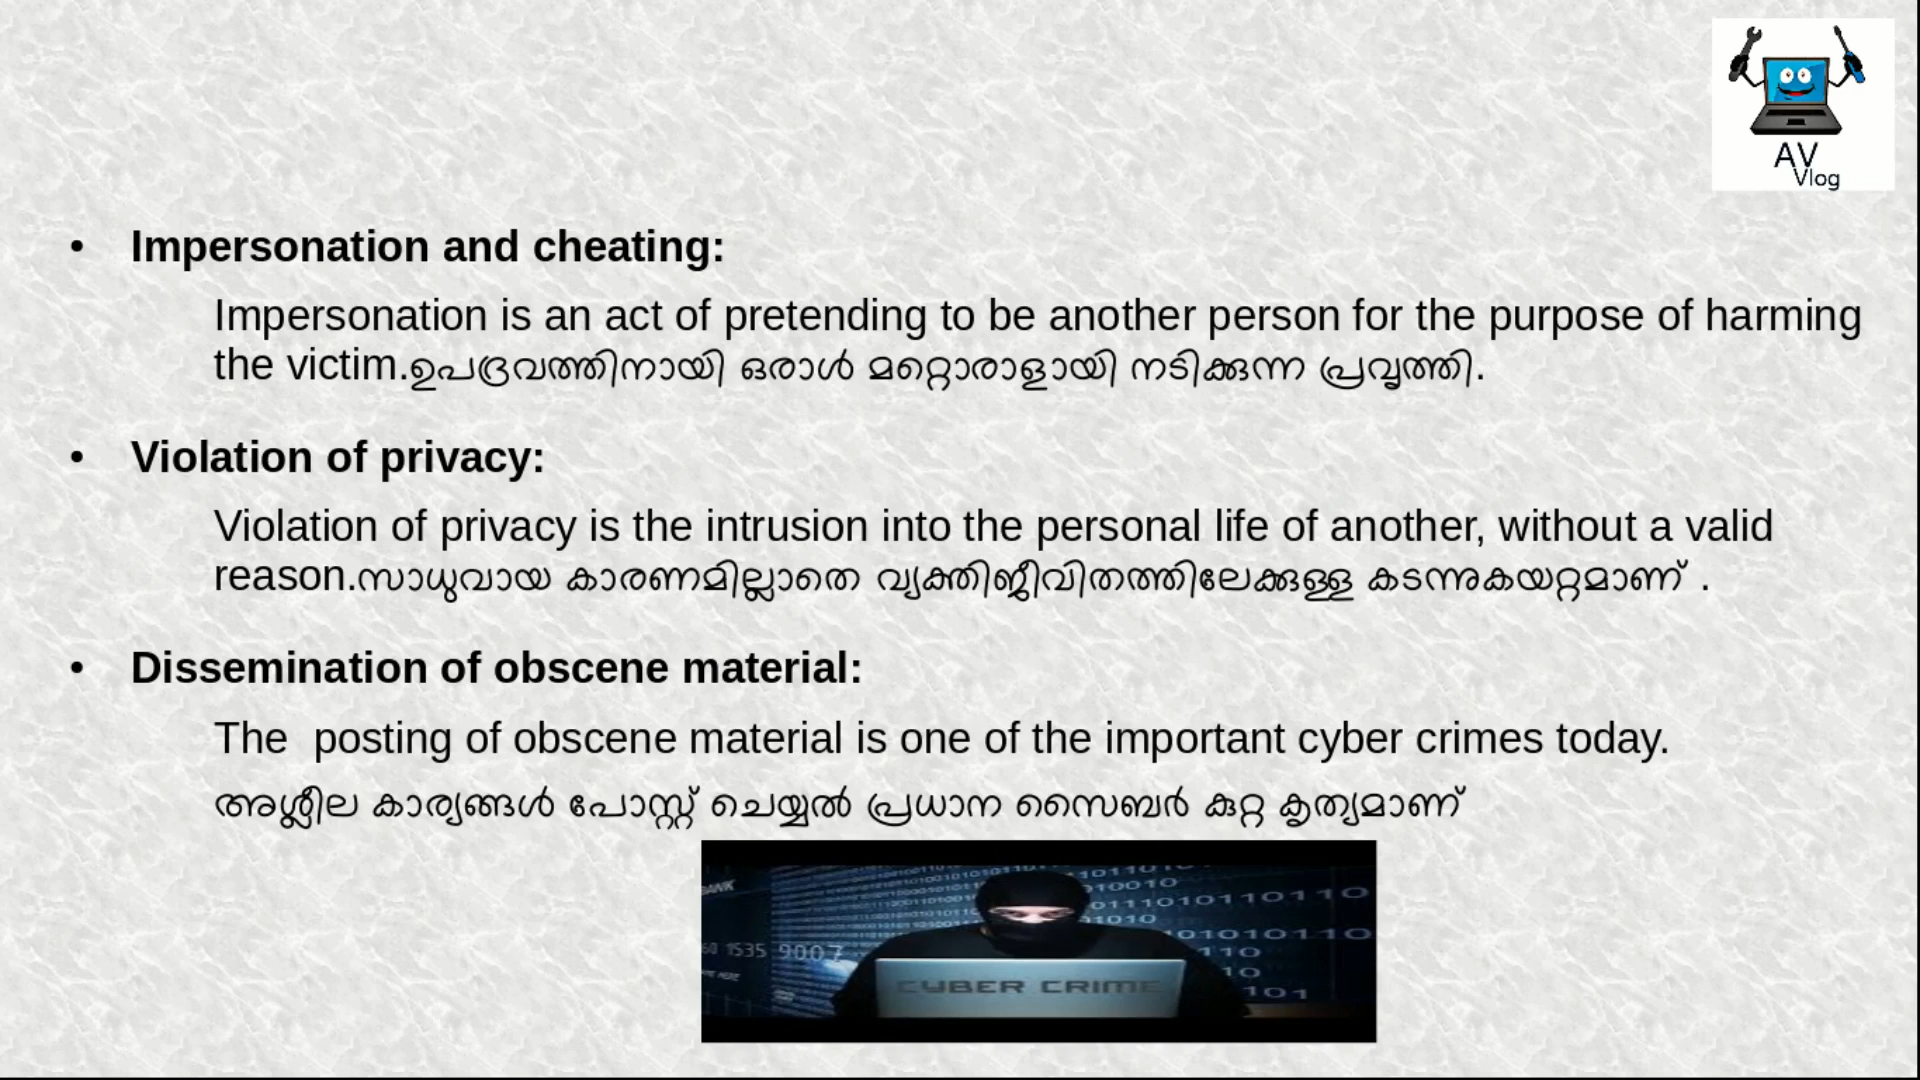 AV
Vlog
• Impersonation and cheating:
Impersonation is an act of pretending to be another person for the purpose of harming
the victim.ഉപദ്രവത്തിനായി ഒരാൾ മറ്റൊരാളായി നടിക്കുന്ന പ്രവൃത്തി.
• Violation of privacy:
Violation of privacy is the intrusion into the personal life of another, without a valid
reason.സാധുവായ കാരണമില്ലാതെ വ്യക്തിജീവിതത്തിലേക്കുള്ള കടന്നുകയറ്റമാണ് .
• Dissemination of obscene material:
The  posting of obscene material is one of the important cyber crimes today.
അശ്ലീല കാര്യങ്ങൾ പോസ്റ്റ് ചെയ്യൽ പ്രധാന സൈബർ കുറ്റ കൃത്യമാണ്
BANK
1535 9007
CYBER CRIME